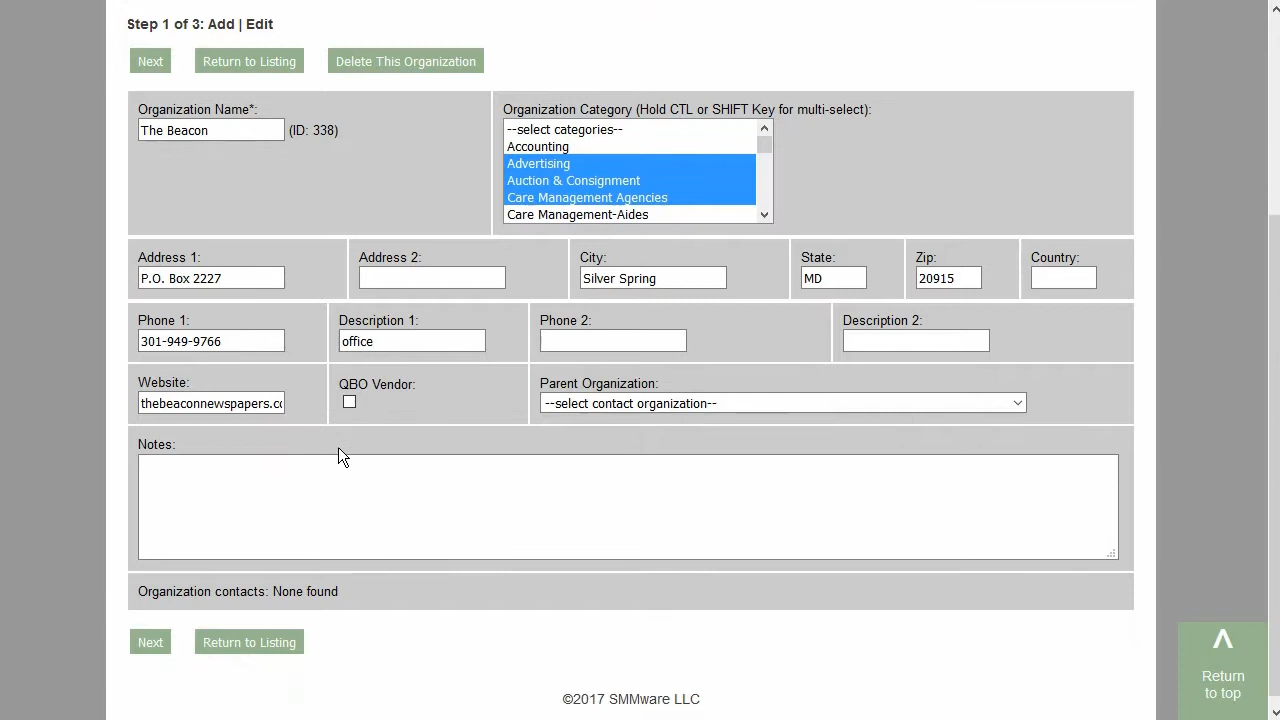 Step 1 of 3: Add | Edit
Next Return to Listing Delete This Organization
Organization Name*:
The Beacon (ID: 338)
Organization Category (Hold CTL or SHIFT Key for multi-select):
--select categories--
Accounting
Advertising
Auction & Consignment
Care Management Agencies
Care Management-Aides
Address 1: Address 2: City: State: Zip: Country:
P.O. Box 2227 Silver Spring MD 20915
Phone 1: Description 1: Phone 2: Description 2:
301-949-9766 office
Website: QBO Vendor: Parent Organization:
thebeaconnewspapers.co --select contact organization--
Notes:
Organization contacts: None found
Next Return to Listing
^
Return
to top
©2017 SMMware LLC